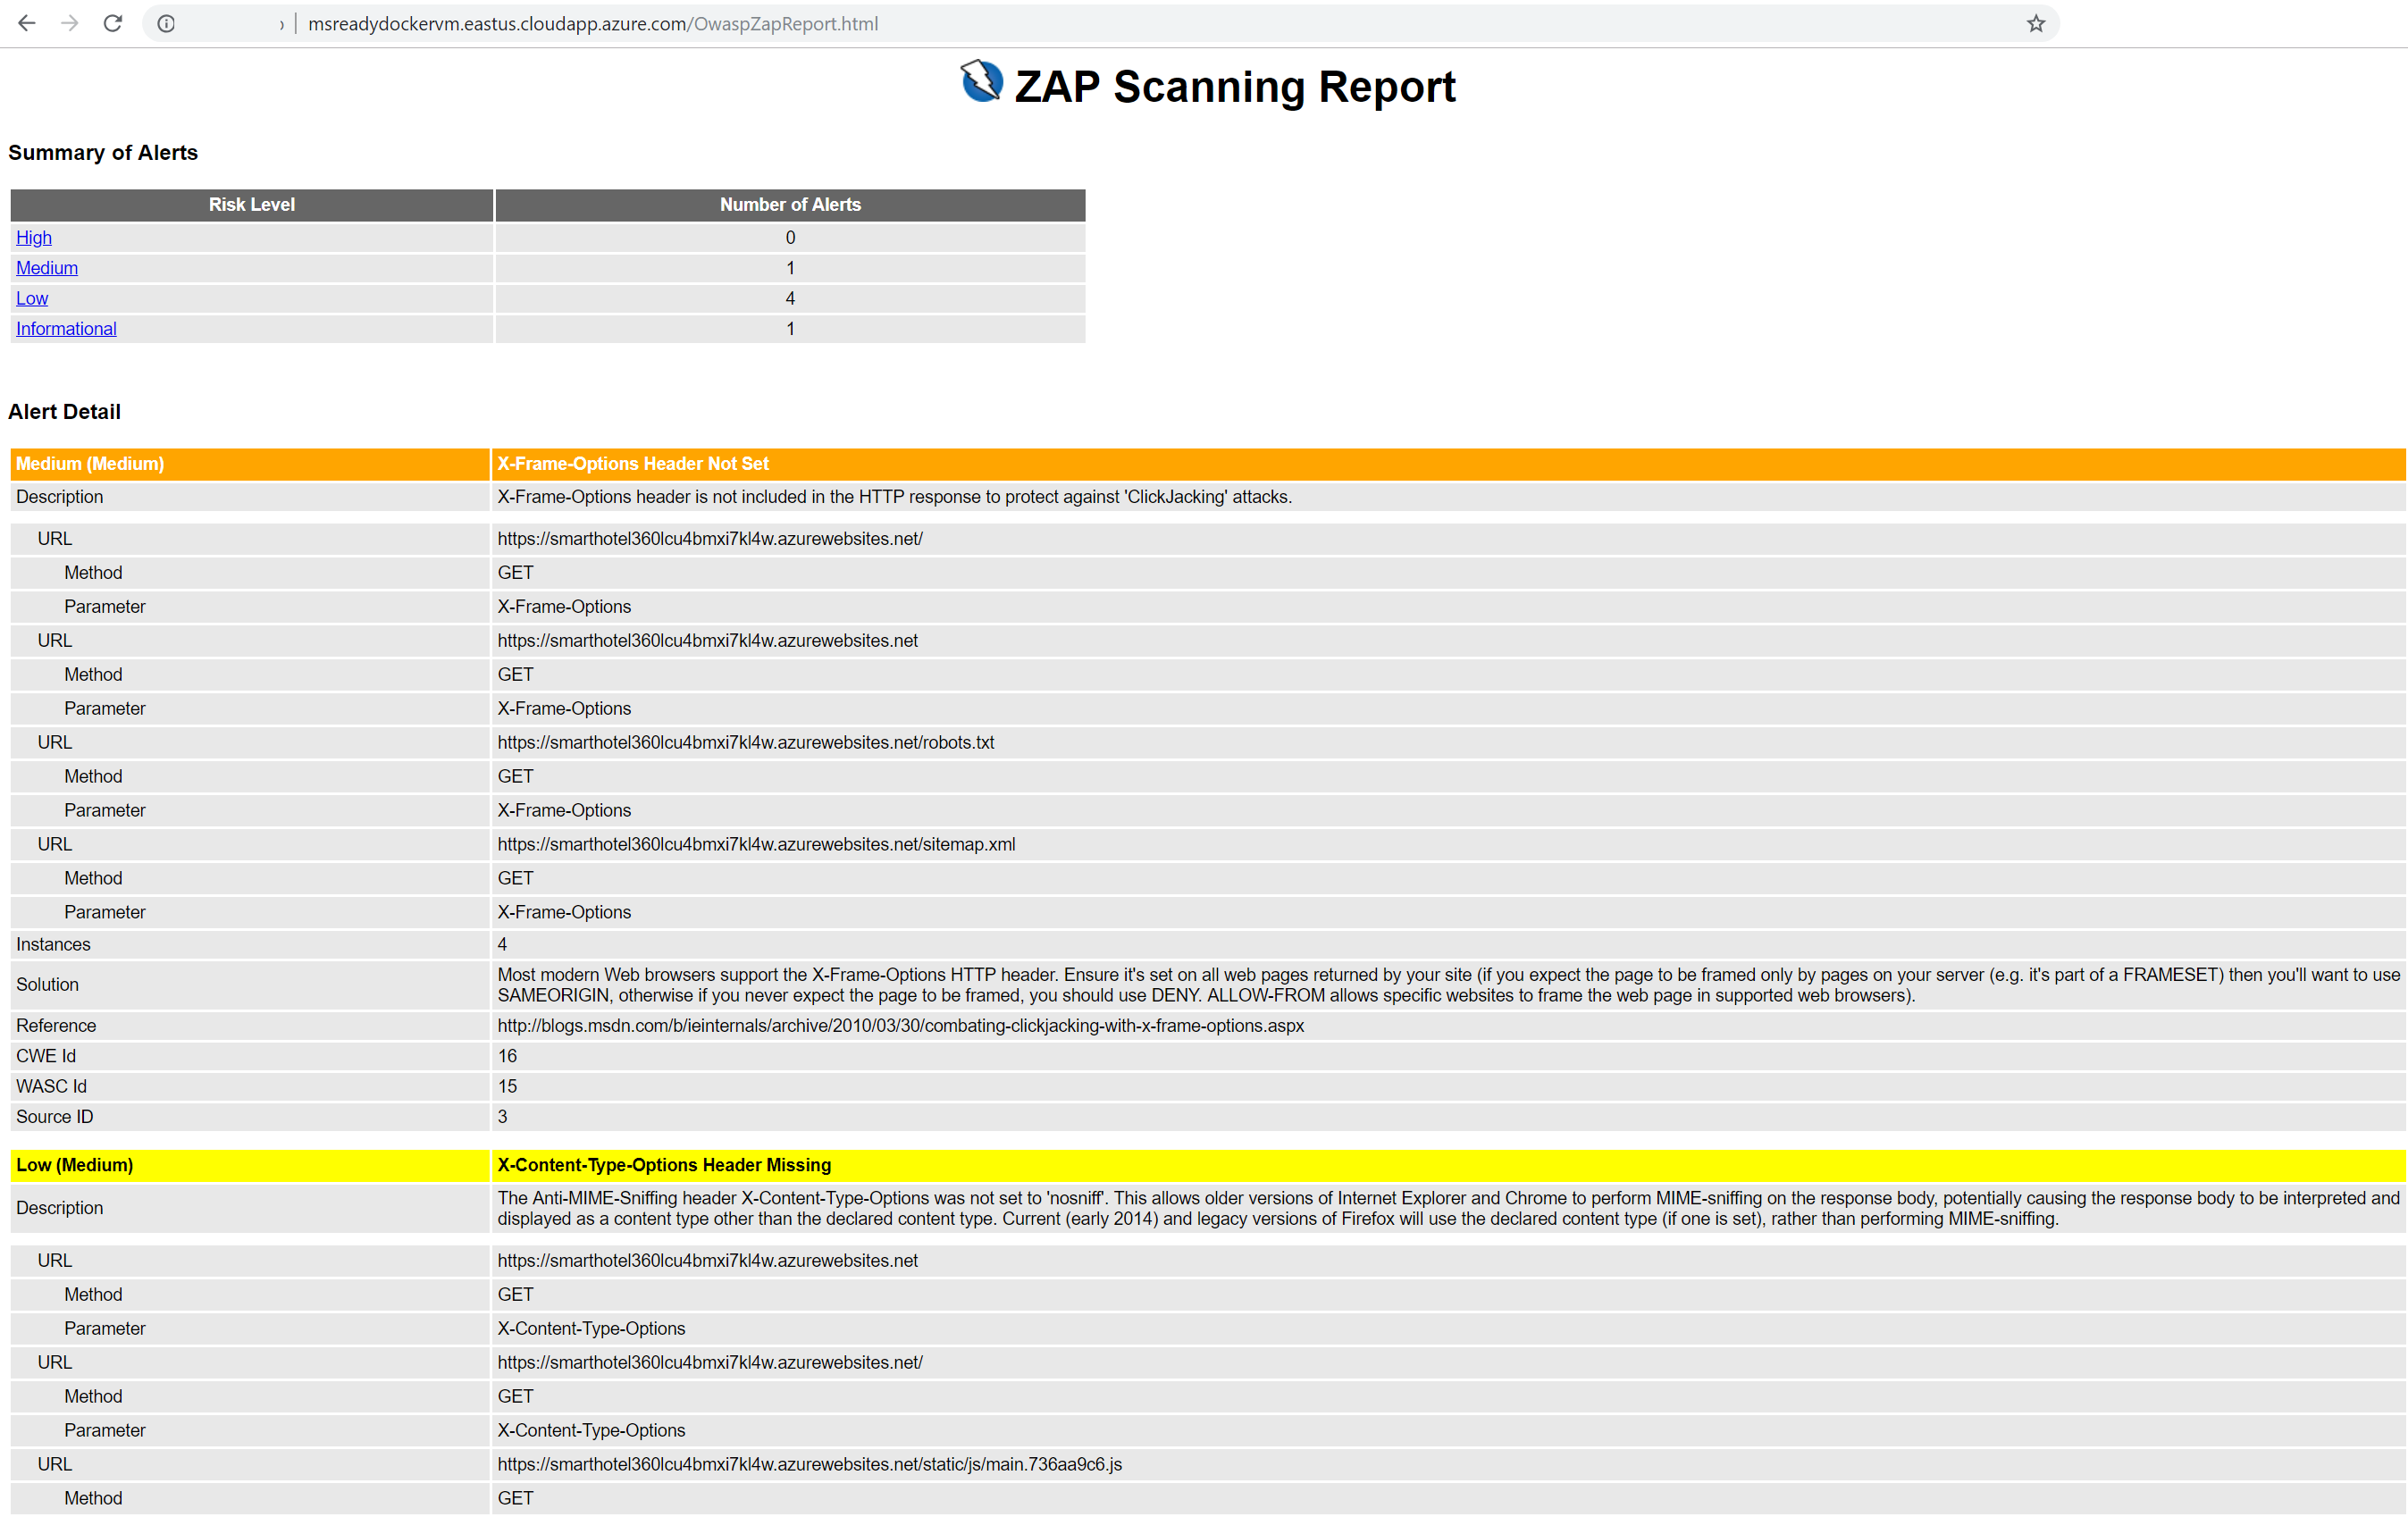 msreadydockervm.eastus.cloudapp.azure.com/OwaspZapReport.html
ZAP Scanning Report
Summary of Alerts
Risk Level Number of Alerts
High 0
Medium 1
Low 4
Informational 1
Alert Detail
Medium (Medium) X-Frame-Options Header Not Set
Description X-Frame-Options header is not included in the HTTP response to protect against 'ClickJacking' attacks.
URL https://smarthotel360lcu4bmxi7kl4w.azurewebsites.net/
Method GET
Parameter X-Frame-Options
URL https://smarthotel360lcu4bmxi7kl4w.azurewebsites.net
Method GET
Parameter X-Frame-Options
URL https://smarthotel360lcu4bmxi7kl4w.azurewebsites.net/robots.txt
Method GET
Parameter X-Frame-Options
URL https://smarthotel360lcu4bmxi7kl4w.azurewebsites.net/sitemap.xml
Method GET
Parameter X-Frame-Options
Instances 4
Solution Most modern Web browsers support the X-Frame-Options HTTP header. Ensure it's set on all web pages returned by your site (if you expect the page to be framed only by pages on your server (e.g. it's part of a FRAMESET) then you'll want to use
SAMEORIGIN, otherwise if you never expect the page to be framed, you should use DENY. ALLOW-FROM allows specific websites to frame the web page in supported web browsers).
Reference http://blogs.msdn.com/b/ieinternals/archive/2010/03/30/combating-clickjacking-with-x-frame-options.aspx
CWE Id 16
WASC Id 15
Source ID 3
Low (Medium) X-Content-Type-Options Header Missing
Description The Anti-MIME-Sniffing header X-Content-Type-Options was not set to 'nosniff'. This allows older versions of Internet Explorer and Chrome to perform MIME-sniffing on the response body, potentially causing the response body to be interpreted and
displayed as a content type other than the declared content type. Current (early 2014) and legacy versions of Firefox will use the declared content type (if one is set), rather than performing MIME-sniffing.
URL https://smarthotel360lcu4bmxi7kl4w.azurewebsites.net
Method GET
Parameter X-Content-Type-Options
URL https://smarthotel360lcu4bmxi7kl4w.azurewebsites.net/
Method GET
Parameter X-Content-Type-Options
URL https://smarthotel360lcu4bmxi7kl4w.azurewebsites.net/static/js/main.736aa9c6.js
Method GET